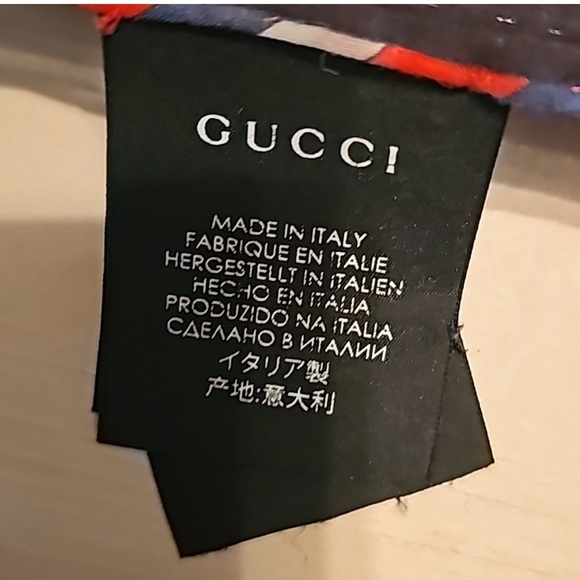 GUCCI
MADE IN ITALY
FABRIQUE EN ITALIE
HERGESTELLT IN ITALIEN
HECHO EN ITALIA
PRODUZIDO NA ITALIA
СДЕЛАНО В ИТАЛИИ
イタリア製
产地:意大利